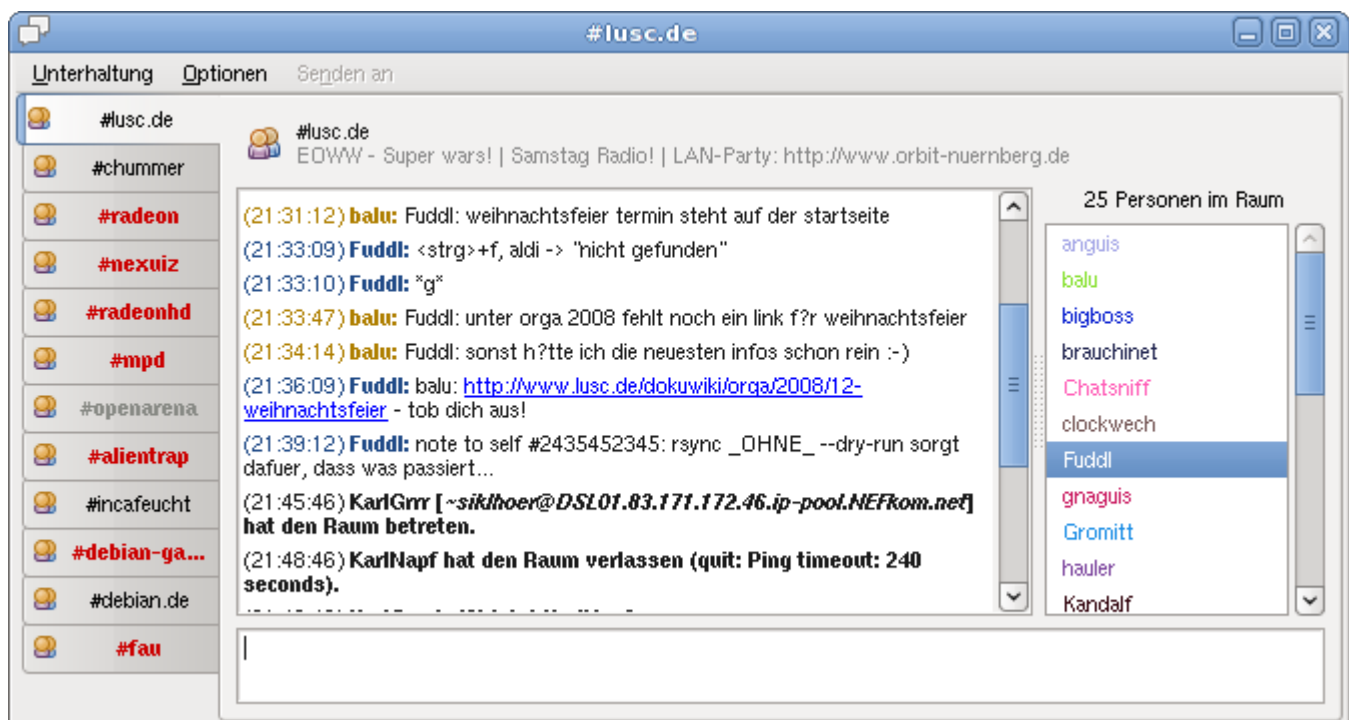 #lusc.de
Unterhaltung Optionen Senden an
#lusc.de
#chummer
#radeon
#nexuiz
#radeonhd
#mpd
#openarena
#alientrap
#incafeucht
#debian-ga...
#debian.de
#fau
#lusc.de
EOWW - Super wars! | Samstag Radio! | LAN-Party: http://www.orbit-nuernberg.de
(21:31:12) balu: Fuddl: weihnachtsfeier termin steht auf der startseite
(21:33:09) Fuddl: <strg>+f, aldi -> "nicht gefunden"
(21:33:10) Fuddl: *g*
(21:33:47) balu: Fuddl: unter orga 2008 fehlt noch ein link f?r weihnachtsfeier
(21:34:14) balu: Fuddl: sonst h?tte ich die neuesten infos schon rein :-)
(21:36:09) Fuddl: balu: http://www.lusc.de/dokuwiki/orga/2008/12-
weihnachtsfeier - tob dich aus!
(21:39:12) Fuddl: note to self #2435452345: rsync _OHNE_ --dry-run sorgt
dafuer, dass was passiert...
(21:45:46) KarlGrrr [~siklhoer@DSL01.83.171.172.46.ip-pool.NEFkom.net]
hat den Raum betreten.
(21:48:46) KarlNapf hat den Raum verlassen (quit: Ping timeout: 240
seconds).
25 Personen im Raum
anguis
balu
bigboss
brauchinet
Chatsniff
clockwech
Fuddl
gnaguis
Gromitt
hauler
Kandalf